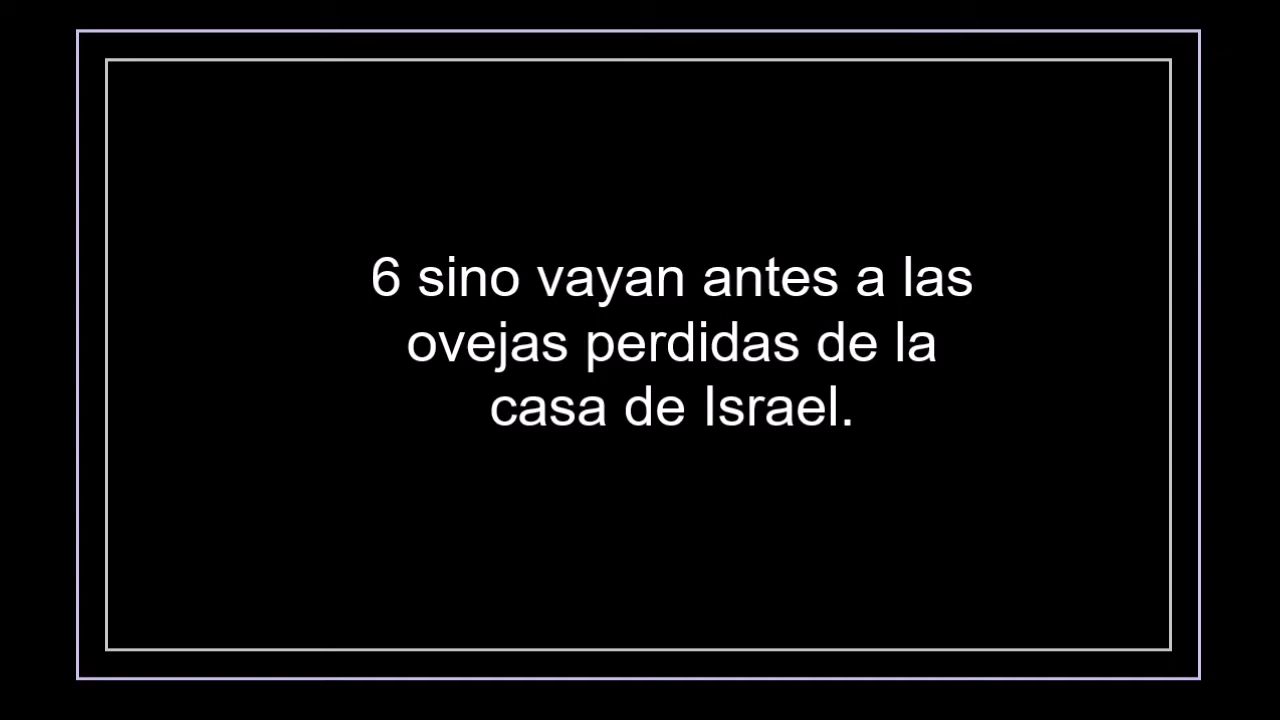 6 sino vayan antes a las
ovejas perdidas de la
casa de Israel.